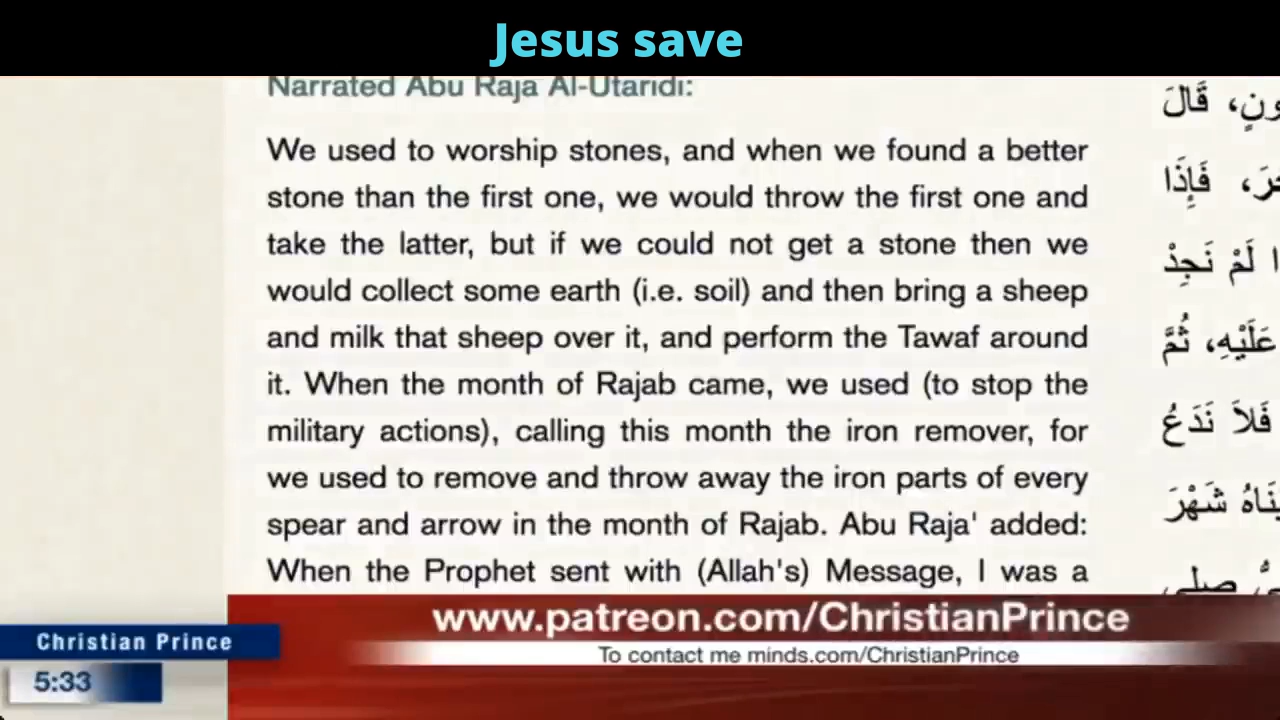 Jesus save
Narrated Abu Raja Al-Utaridi:
We used to worship stones, and when we found a better
stone than the first one, we would throw the first one and
take the latter, but if we could not get a stone then we
would collect some earth (i.e. soil) and then bring a sheep
and milk that sheep over it, and perform the Tawaf around
it. When the month of Rajab came, we used (to stop the
military actions), calling this month the iron remover, for
we used to remove and throw away the iron parts of every
spear and arrow in the month of Rajab. Abu Raja' added:
When the Prophet sent with (Allah's) Message, I was a
قَالَ
فَإِذَا
لَمْ نَجِدْ
عَلَيْهِ، ثُمَّ
فَلاَ نَدَعُ
شَهْرَ
صلى
www.patreon.com/ChristianPrince
To contact me minds.com/ChristianPrince
Christian Prince
5:33